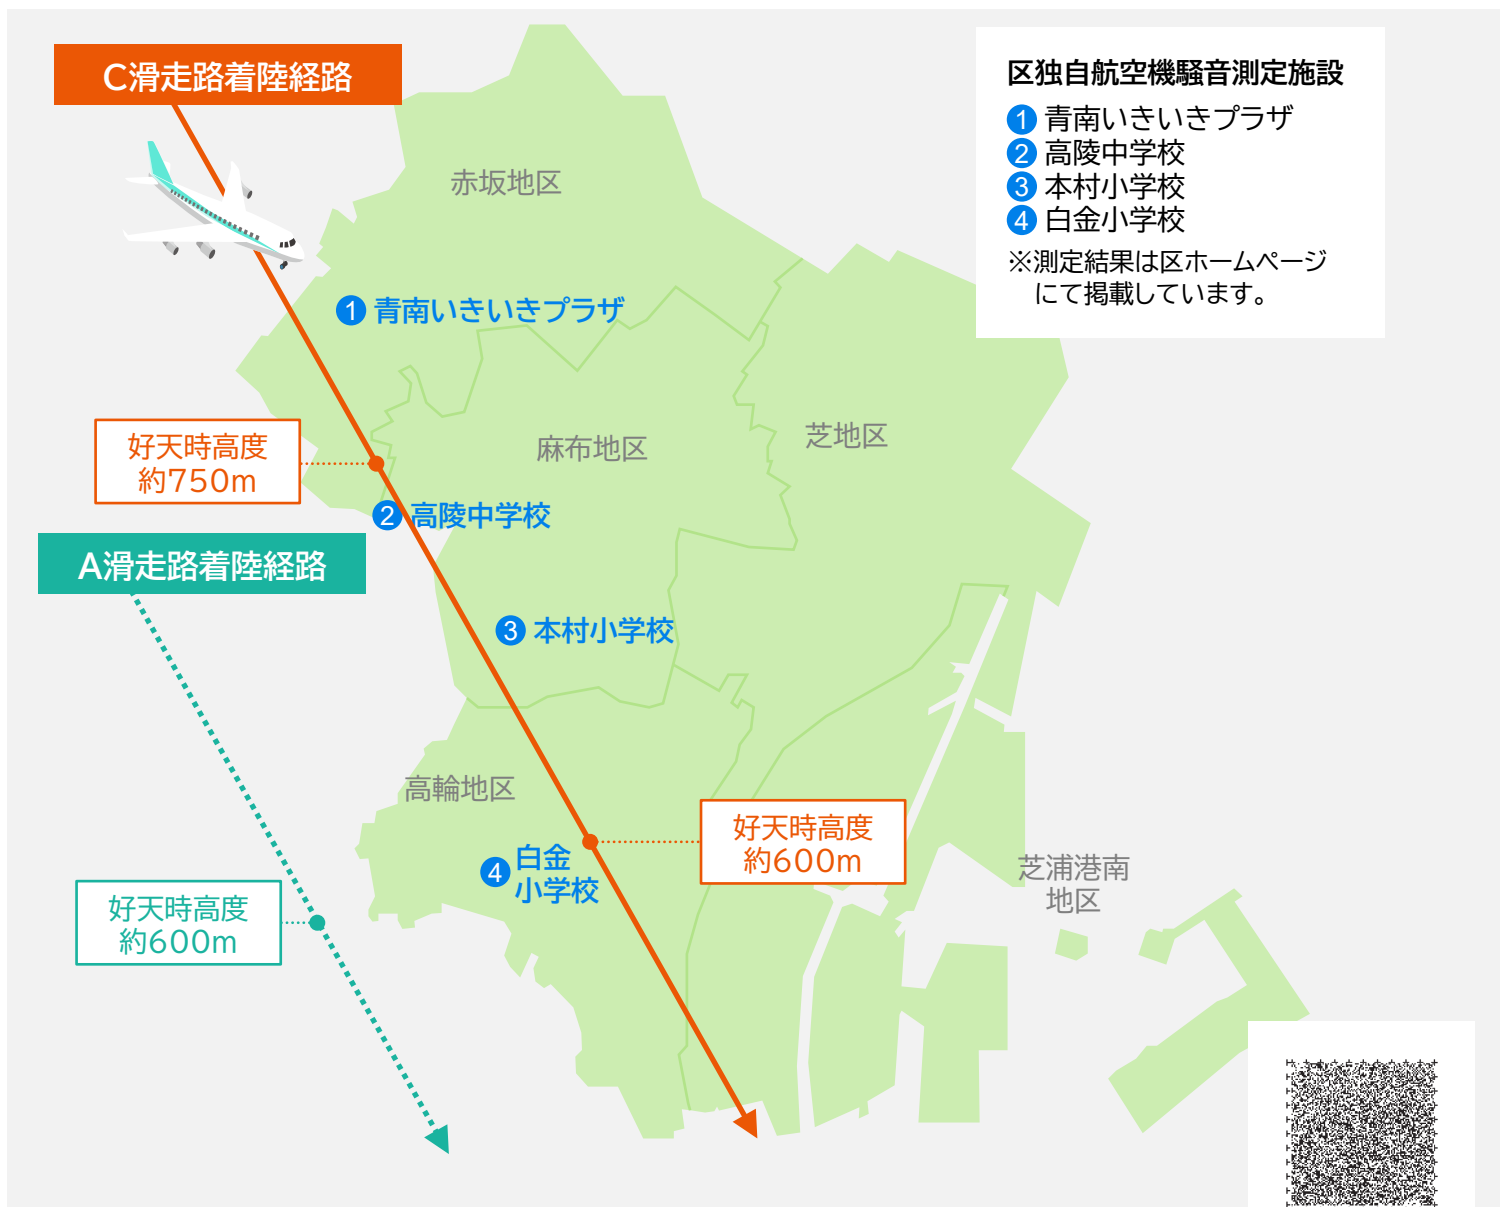 C滑走路着陸経路
区独自航空機騒音測定施設
1 青南いきいきプラザ
2 高陵中学校
3 本村小学校
4 白金小学校
※測定結果は区ホームページ
にて掲載しています。
赤坂地区
1 青南いきいきプラザ
麻布地区
芝地区
好天時高度
約750m
2 高陵中学校
A滑走路着陸経路
3 本村小学校
高輪地区
好天時高度
約600m
4 白金
小学校
芝浦港南
地区
好天時高度
約600m